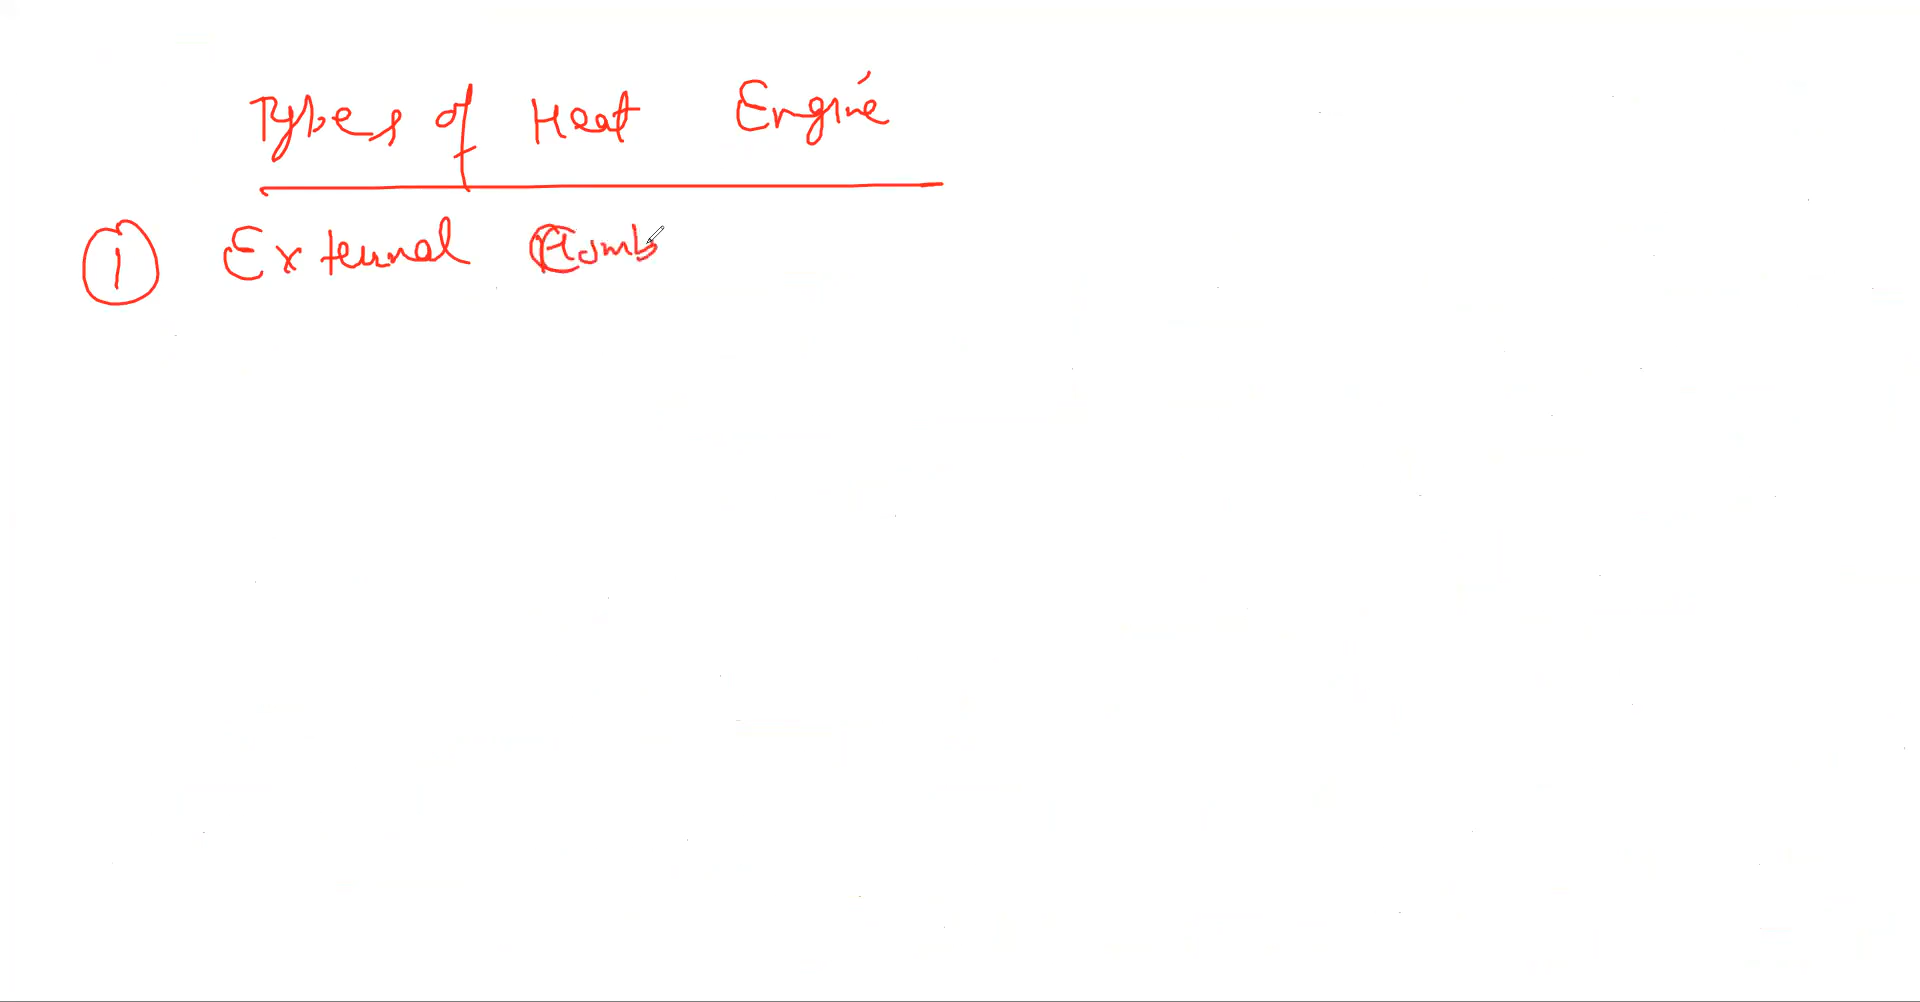 Types of Heat Engine
① External Comb